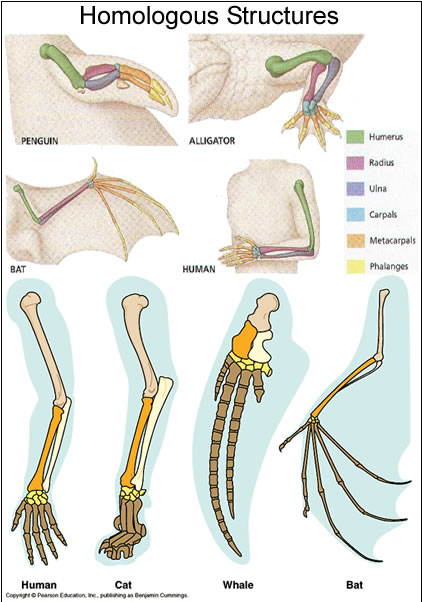 Homologous Structures
PENGUIN
ALLIGATOR
Humerus
Radius
Ulna
Carpals
Metacarpals
Phalanges
BAT
HUMAN
Human
Cat
Whale
Bat
Copyright © Pearson Education, Inc., publishing as Benjamin Cummings.